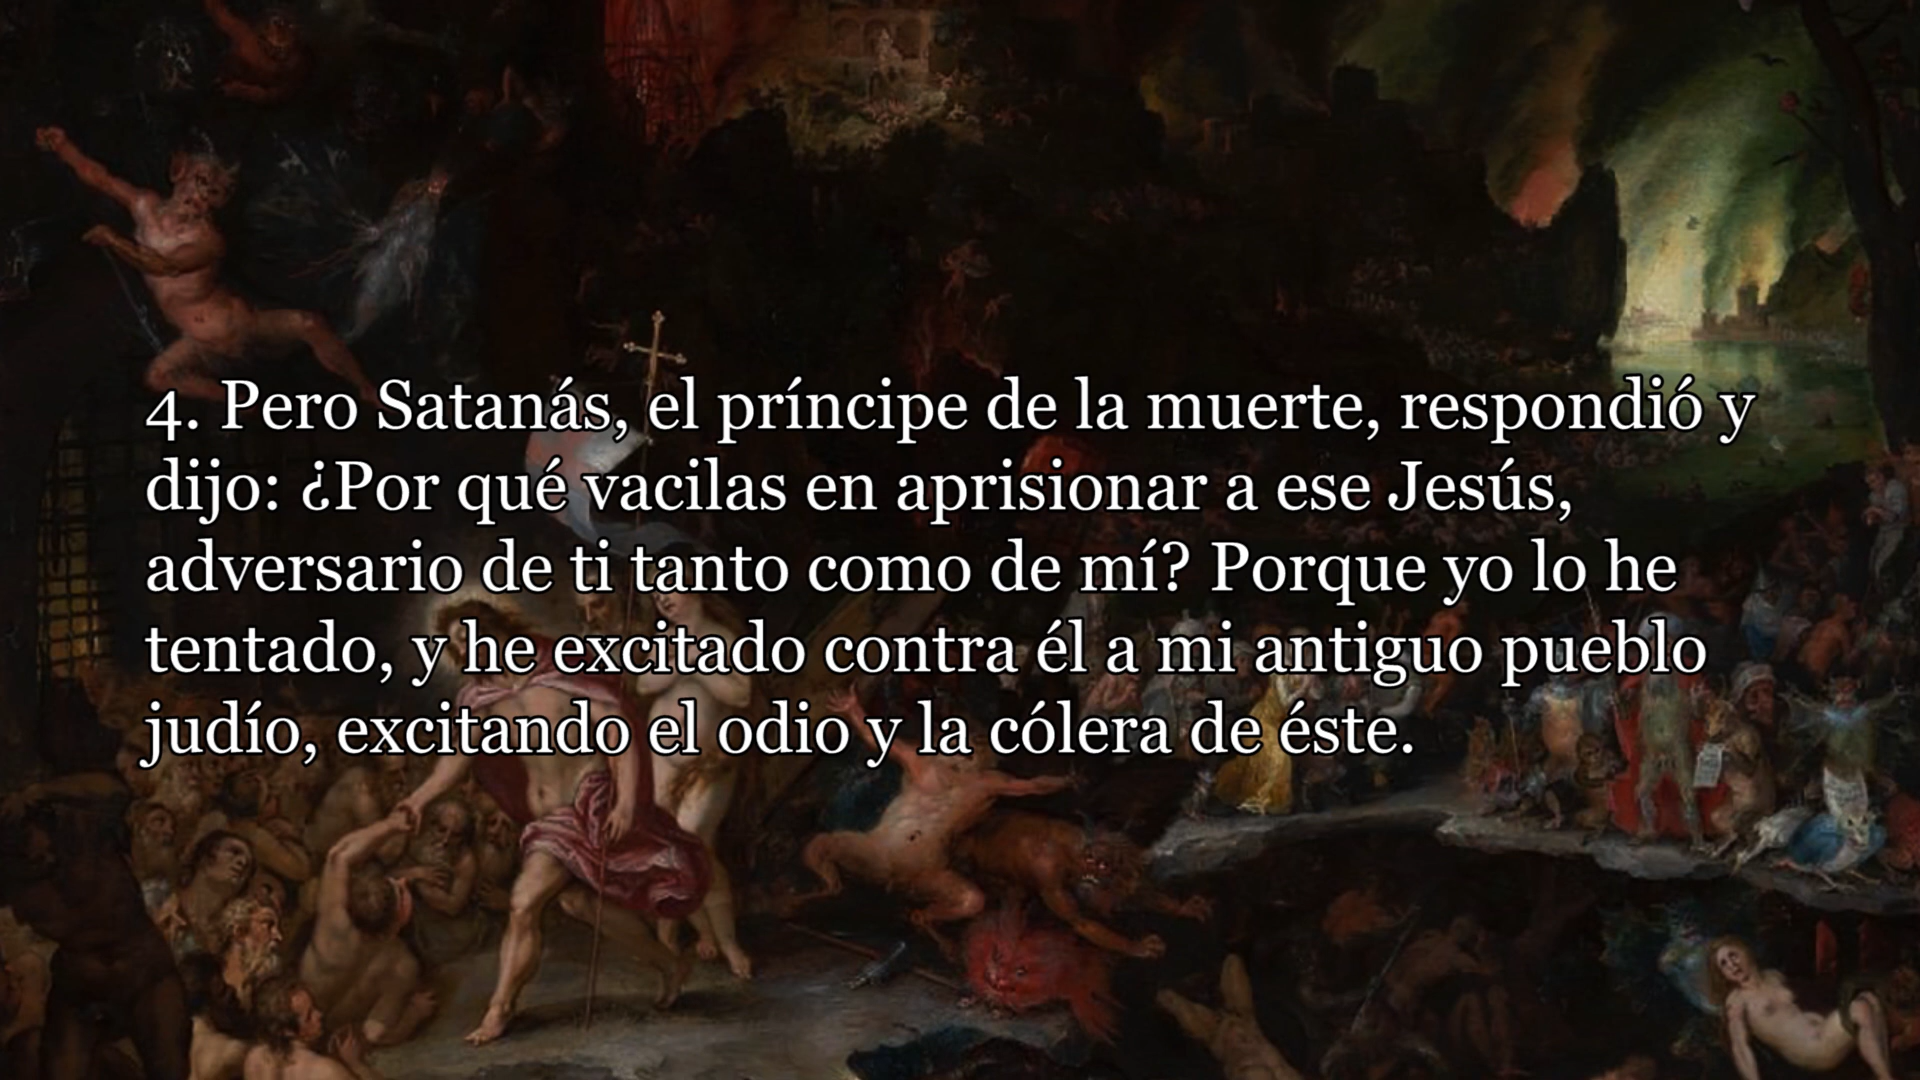 4. Pero Satanás, el príncipe de la muerte, respondió y
dijo: ¿Por qué vacilas en aprisionar a ese Jesús,
adversario de ti tanto como de mí? Porque yo lo he
tentado, y he excitado contra él a mi antiguo pueblo
judío, excitando el odio y la cólera de éste.